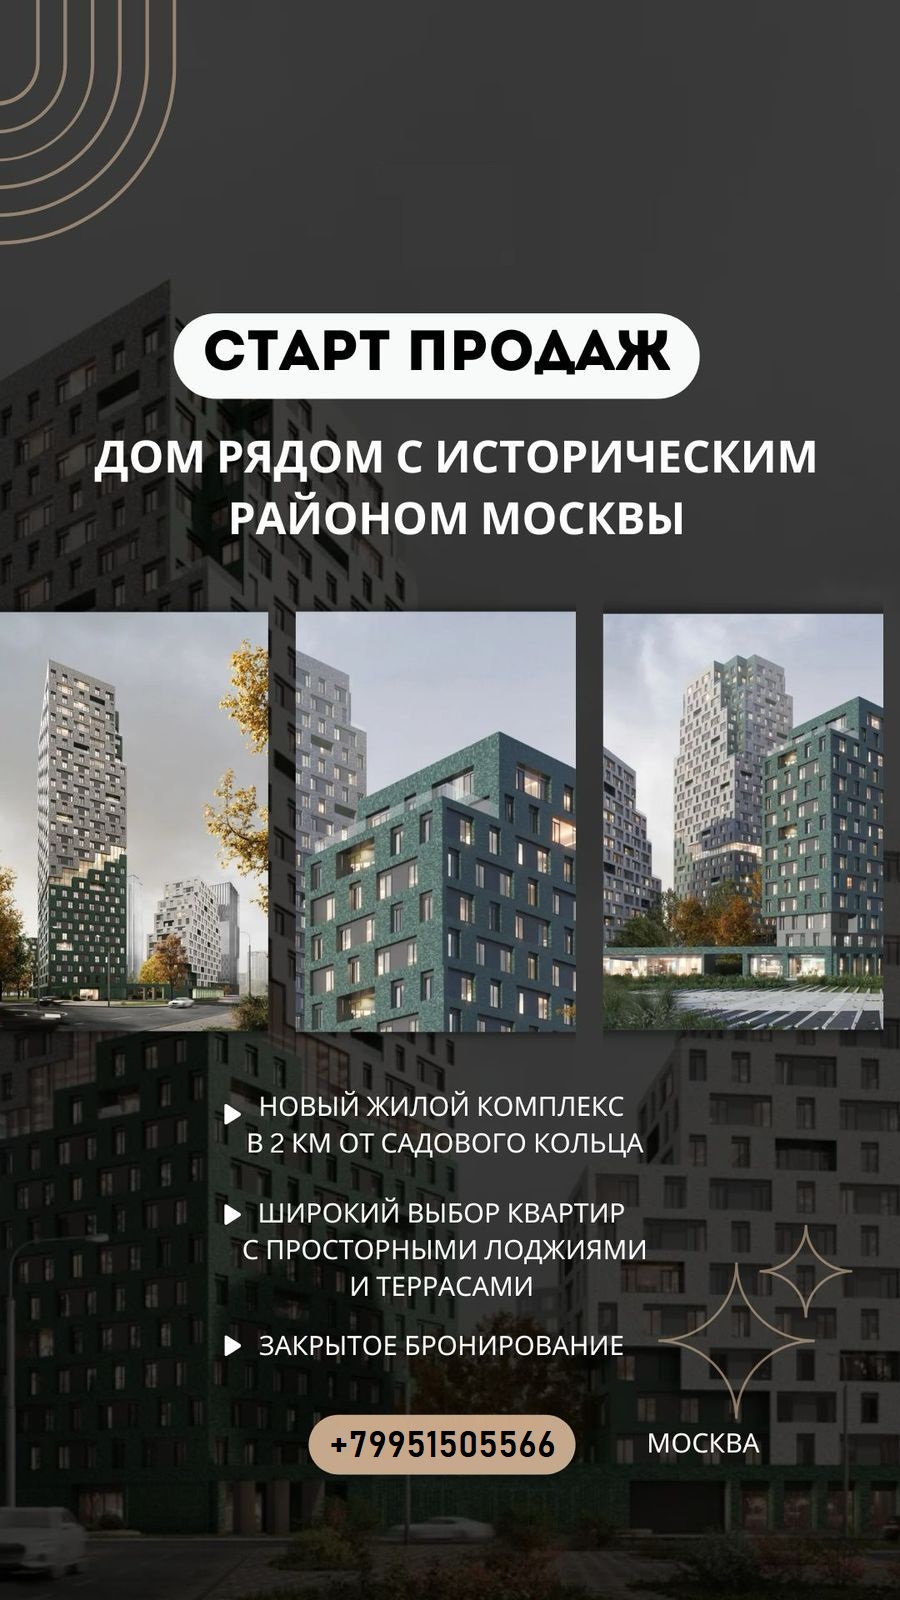 СТАРТ ПРОДАЖ
ДОМ РЯДОМ С ИСТОРИЧЕСКИМ
РАЙОНОМ МОСКВЫ
НОВЫЙ ЖИЛОЙ КОМПЛЕКС
В 2 КМ ОТ САДОВОГО КОЛЬЦА
ШИРОКИЙ ВЫБОР КВАРТИР
С ПРОСТОРНЫМИ ЛОДЖИЯМИ
И ТЕРРАСАМИ
ЗАКРЫТОЕ БРОНИРОВАНИЕ
+79951505566
МОСКВА